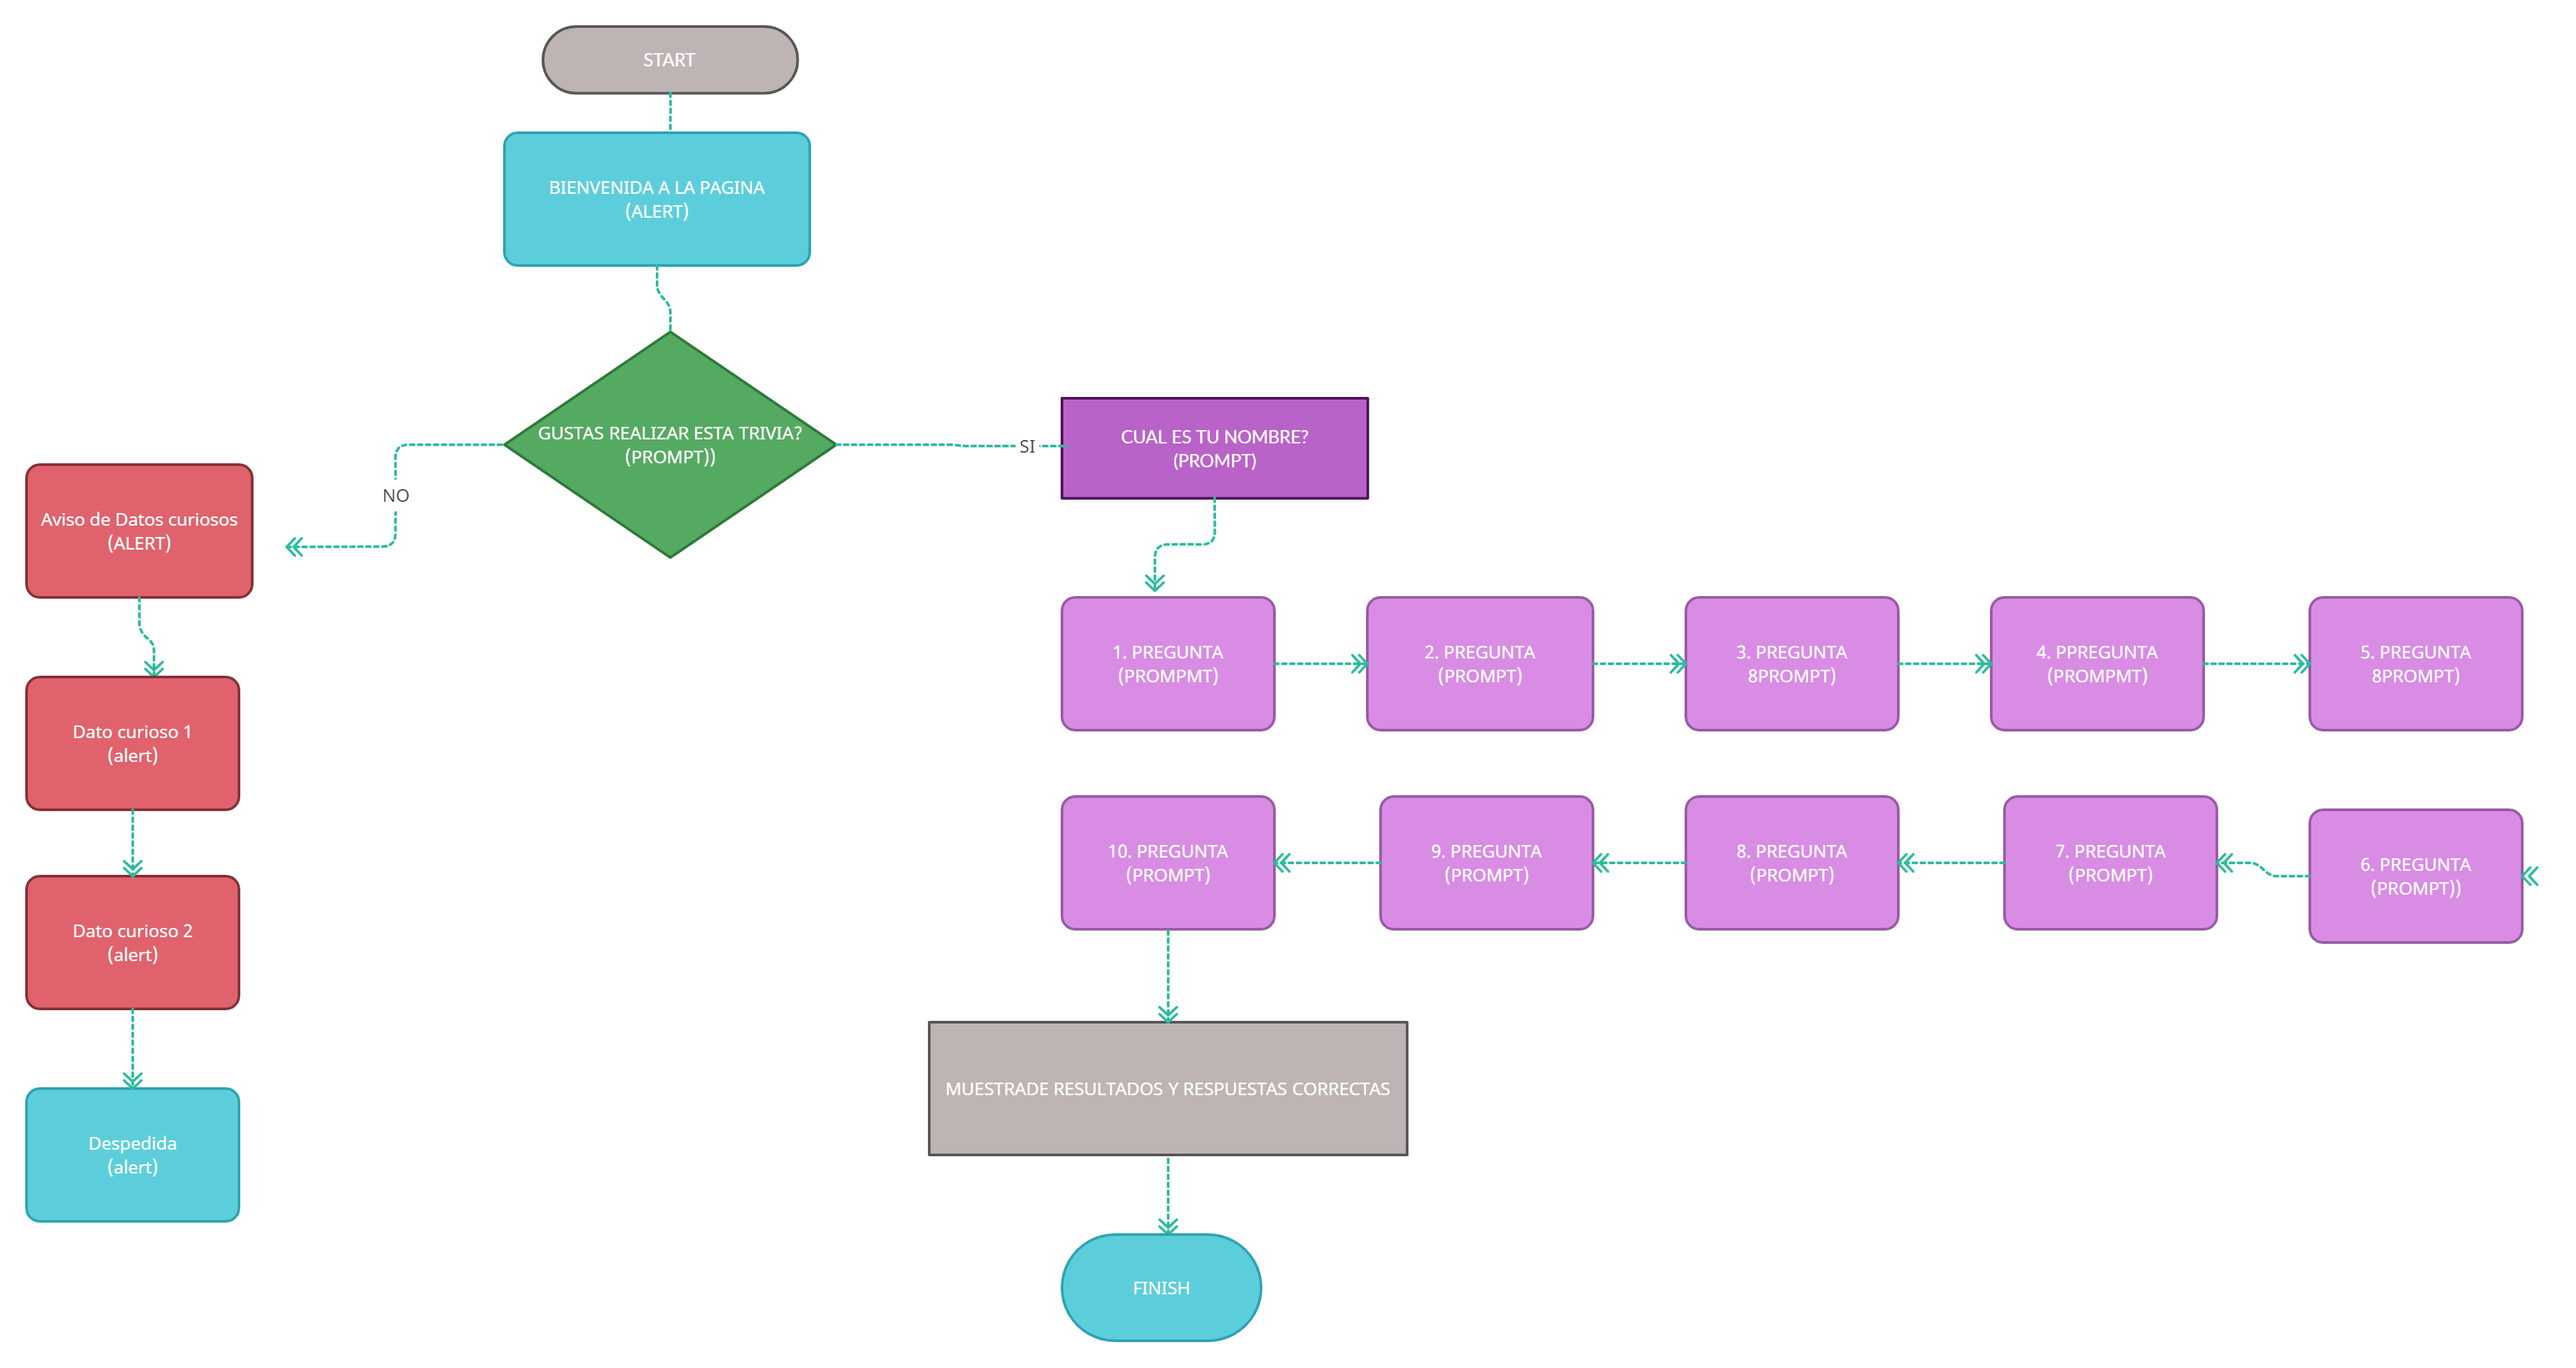 START
BIENVENIDA A LA PAGINA
(ALERT)
GUSTAS REALIZAR ESTA TRIVIA?
(PROMPT))
NO
SI
CUAL ES TU NOMBRE?
(PROMPT)
Aviso de Datos curiosos
(ALERT)
Dato curioso 1
(alert)
Dato curioso 2
(alert)
Despedida
(alert)
1. PREGUNTA
(PROMPMT)
2. PREGUNTA
(PROMPT)
3. PREGUNTA
8PROMPT)
4. PPREGUNTA
(PROMPMT)
5. PREGUNTA
8PROMPT)
6. PREGUNTA
(PROMPT))
7. PREGUNTA
(PROMPT)
8. PREGUNTA
(PROMPT)
9. PREGUNTA
(PROMPT)
10. PREGUNTA
(PROMPT)
MUESTRADE RESULTADOS Y RESPUESTAS CORRECTAS
FINISH